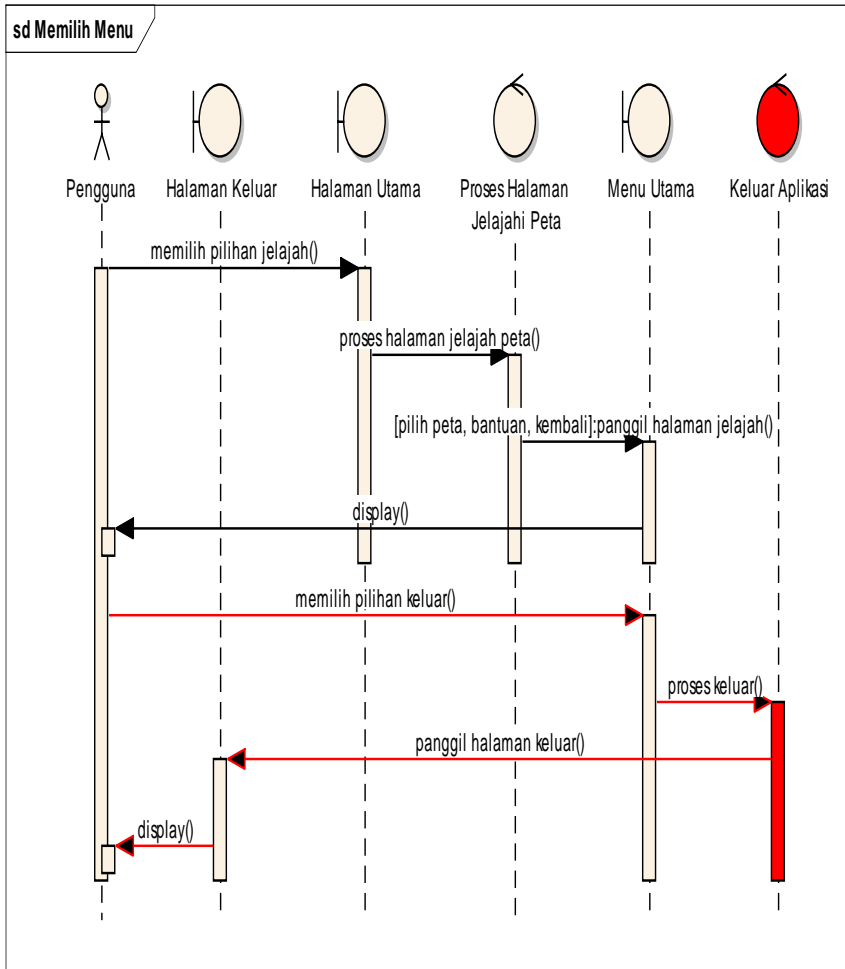 sd Memilih Menu
Pengguna
Halaman Keluar
Halaman Utama
Proses Halaman
Jelajahi Peta
Menu Utama
Keluar Aplikasi
memilih pilihan jelajah()
proses halaman jelajah peta()
[pilih peta, bantuan, kembali]:panggil halaman jelajah()
display()
memilih pilihan keluar()
proses keluar()
panggil halaman keluar()
display()